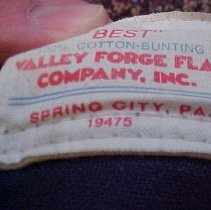 BEST"
100% COTTON-BUNTING
VALLEY FORGE FLA
COMPANY, INC.
SPRING CITY, PA.
19475